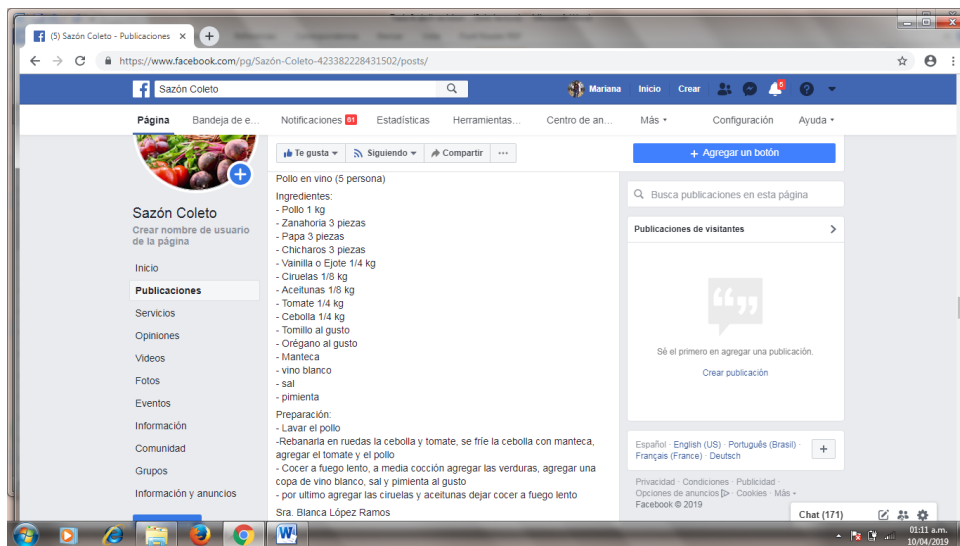 (5) Sazón Coleto - Publicaciones
https://www.facebook.com/pg/Sazón-Coleto-423382228431502/posts/
Sazón Coleto
Mariana Inicio Crear 5
Página Bandeja de e... Notificaciones 61 Estadísticas Herramientas... Centro de an... Más Configuración Ayuda
Te gusta Siguiendo Compartir ...
+ Agregar un botón
Sazón Coleto
Crear nombre de usuario
de la página
Inicio
Publicaciones
Servicios
Opiniones
Videos
Fotos
Eventos
Información
Comunidad
Grupos
Información y anuncios
Pollo en vino (5 persona)
Ingredientes:
- Pollo 1 kg
- Zanahoria 3 piezas
- Papa 3 piezas
- Chicharos 3 piezas
- Vainilla o Ejote 1/4 kg
- Ciruelas 1/8 kg
- Aceitunas 1/8 kg
- Tomate 1/4 kg
- Cebolla 1/4 kg
- Tomillo al gusto
- Orégano al gusto
- Manteca
- vino blanco
- sal
- pimienta
Preparación:
- Lavar el pollo
-Rebanarla en ruedas la cebolla y tomate, se fríe la cebolla con manteca,
agregar el tomate y el pollo
- Cocer a fuego lento, a media cocción agregar las verduras, agregar una
copa de vino blanco, sal y pimienta al gusto
- por ultimo agregar las ciruelas y aceitunas dejar cocer a fuego lento
Sra. Blanca López Ramos
Busca publicaciones en esta página
Publicaciones de visitantes
Sé el primero en agregar una publicación.
Crear publicación
Español · English (US) · Português (Brasil) ·
Français (France) · Deutsch
Privacidad · Condiciones · Publicidad ·
Opciones de anuncios · Cookies · Más
Facebook © 2019
Chat (171)
01:11 a.m.
10/04/2019